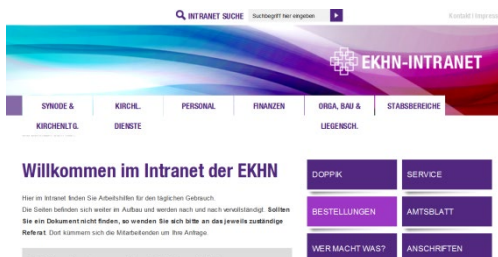 INTRANET SUCHE Suchbegriff hier eingeben
Kontakt I Impress
EKHN-INTRANET
SYNODE & KIRCHENLTG.
KIRCHL. DIENSTE
PERSONAL
FINANZEN
ORGA, BAU & LIEGENSCH.
STABSBEREICHE
Willkommen im Intranet der EKHN
Hier im Intranet finden Sie Arbeitshilfen für den täglichen Gebrauch.
Die Seiten befinden sich weiter im Aufbau und werden nach und nach vervollständigt. Sollten
Sie ein Dokument nicht finden, so wenden Sie sich bitte an das jeweils zuständige
Referat. Dort kümmern sich die Mitarbeitenden um Ihre Anfrage.
DOPPIK
SERVICE
BESTELLUNGEN
AMTSBLATT
WER MACHT WAS?
ANSCHRIFTEN